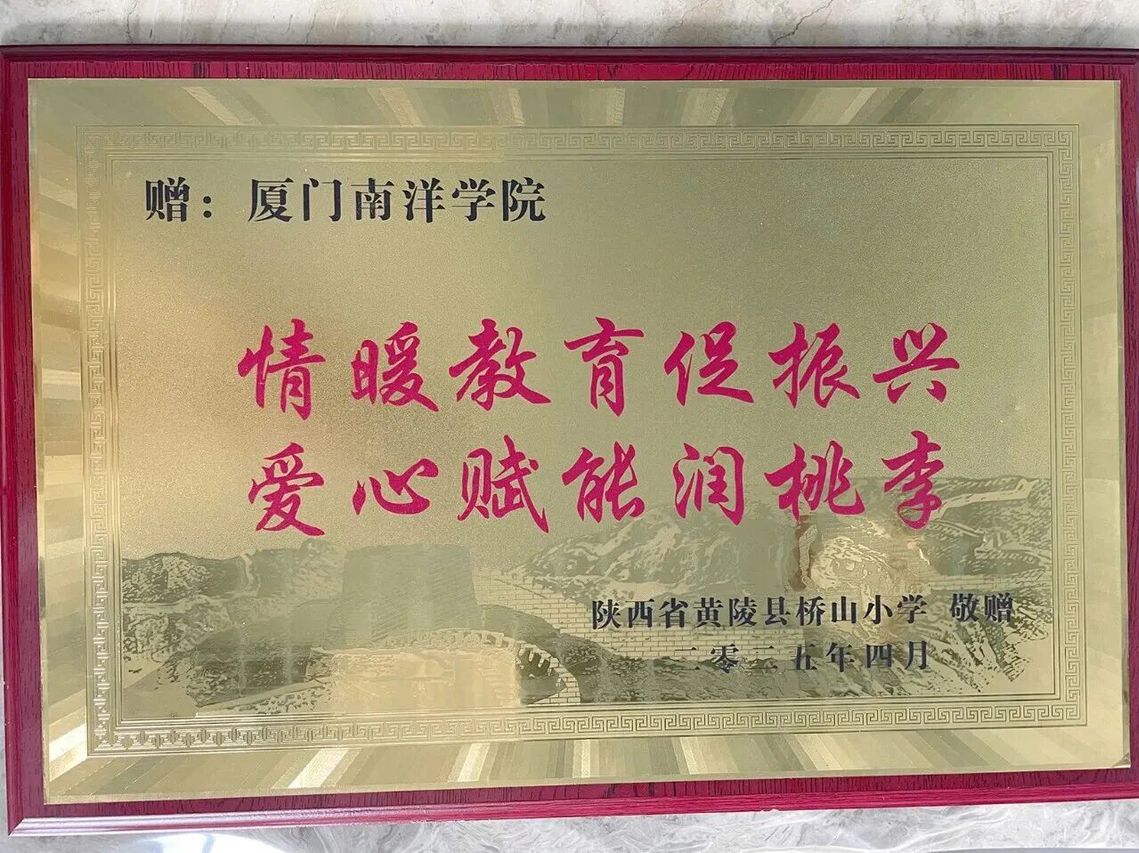 赠：厦门南洋学院
情暖教育促振兴
爱心赋能润桃李
陕西省黄陵县桥山小学 敬赠
二零二五年四月